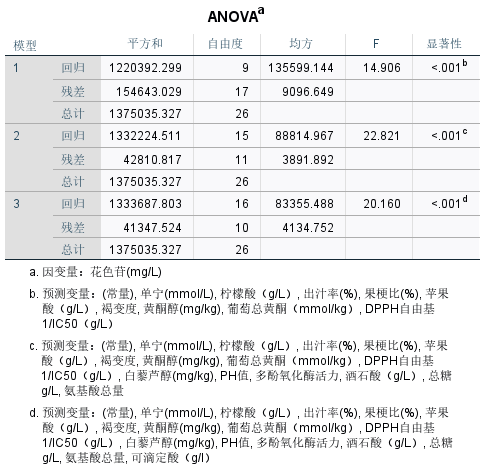 ANOVAa
模型 平方和 自由度 均方 F 显著性
1 回归 1220392.299 9 135599.144 14.906 <.001b
残差 154643.029 17 9096.649
总计 1375035.327 26
2 回归 1332224.511 15 88814.967 22.821 <.001c
残差 42810.817 11 3891.892
总计 1375035.327 26
3 回归 1333687.803 16 83355.488 20.160 <.001d
残差 41347.524 10 4134.752
总计 1375035.327 26
a. 因变量：花色苷(mg/L)
b. 预测变量：(常量), 单宁(mmol/L), 柠檬酸（g/L）, 出汁率(%), 果梗比(%), 苹果
酸（g/L）, 褐变度, 黄酮醇(mg/kg), 葡萄总黄酮（mmol/kg）, DPPH自由基
1/IC50（g/L）
c. 预测变量：(常量), 单宁(mmol/L), 柠檬酸（g/L）, 出汁率(%), 果梗比(%), 苹果
酸（g/L）, 褐变度, 黄酮醇(mg/kg), 葡萄总黄酮（mmol/kg）, DPPH自由基
1/IC50（g/L）, 白藜芦醇(mg/kg), PH值, 多酚氧化酶活力, 酒石酸（g/L）, 总糖
g/L, 氨基酸总量
d. 预测变量：(常量), 单宁(mmol/L), 柠檬酸（g/L）, 出汁率(%), 果梗比(%), 苹果
酸（g/L）, 褐变度, 黄酮醇(mg/kg), 葡萄总黄酮（mmol/kg）, DPPH自由基
1/IC50（g/L）, 白藜芦醇(mg/kg), PH值, 多酚氧化酶活力, 酒石酸（g/L）, 总糖
g/L, 氨基酸总量, 可滴定酸（g/l）